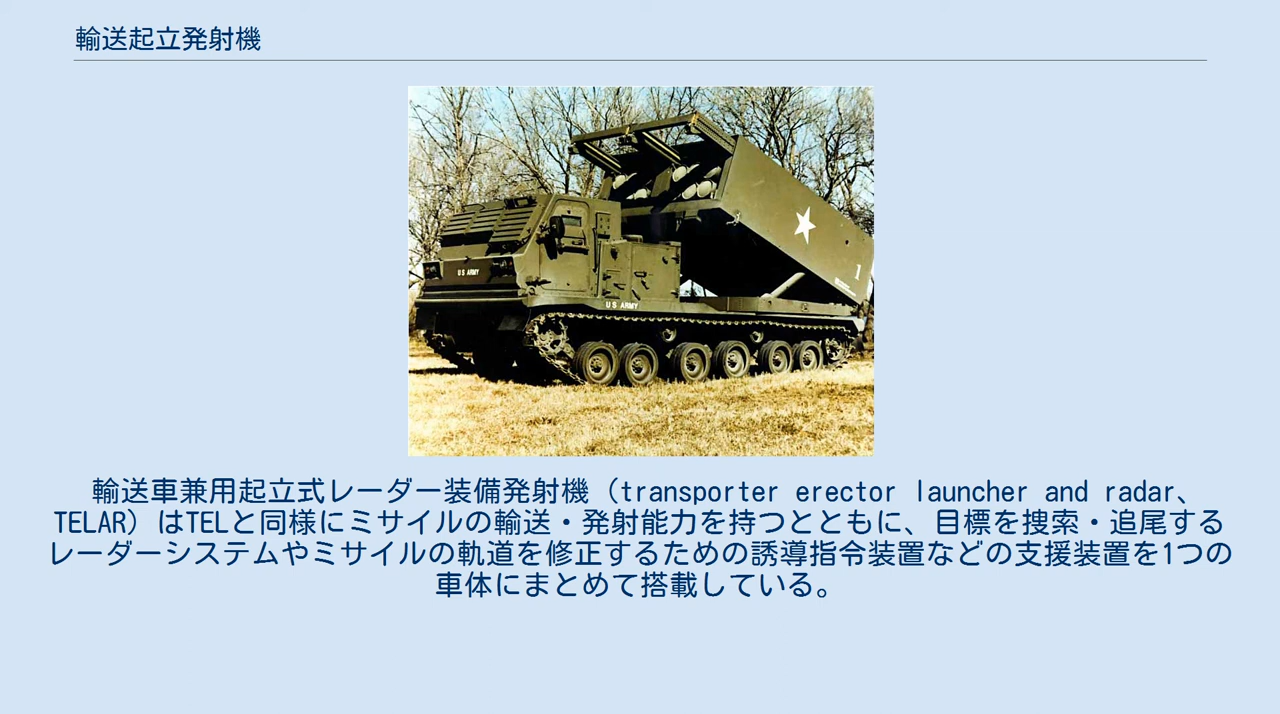 輸送起立発射機
US ARMY
US ARMY
1
輸送車兼用起立式レーダー装備発射機（transporter erector launcher and radar、
TELAR）はTELと同様にミサイルの輸送・発射能力を持つとともに、目標を捜索・追尾する
レーダーシステムやミサイルの軌道を修正するための誘導指令装置などの支援装置を1つの
車体にまとめて搭載している。